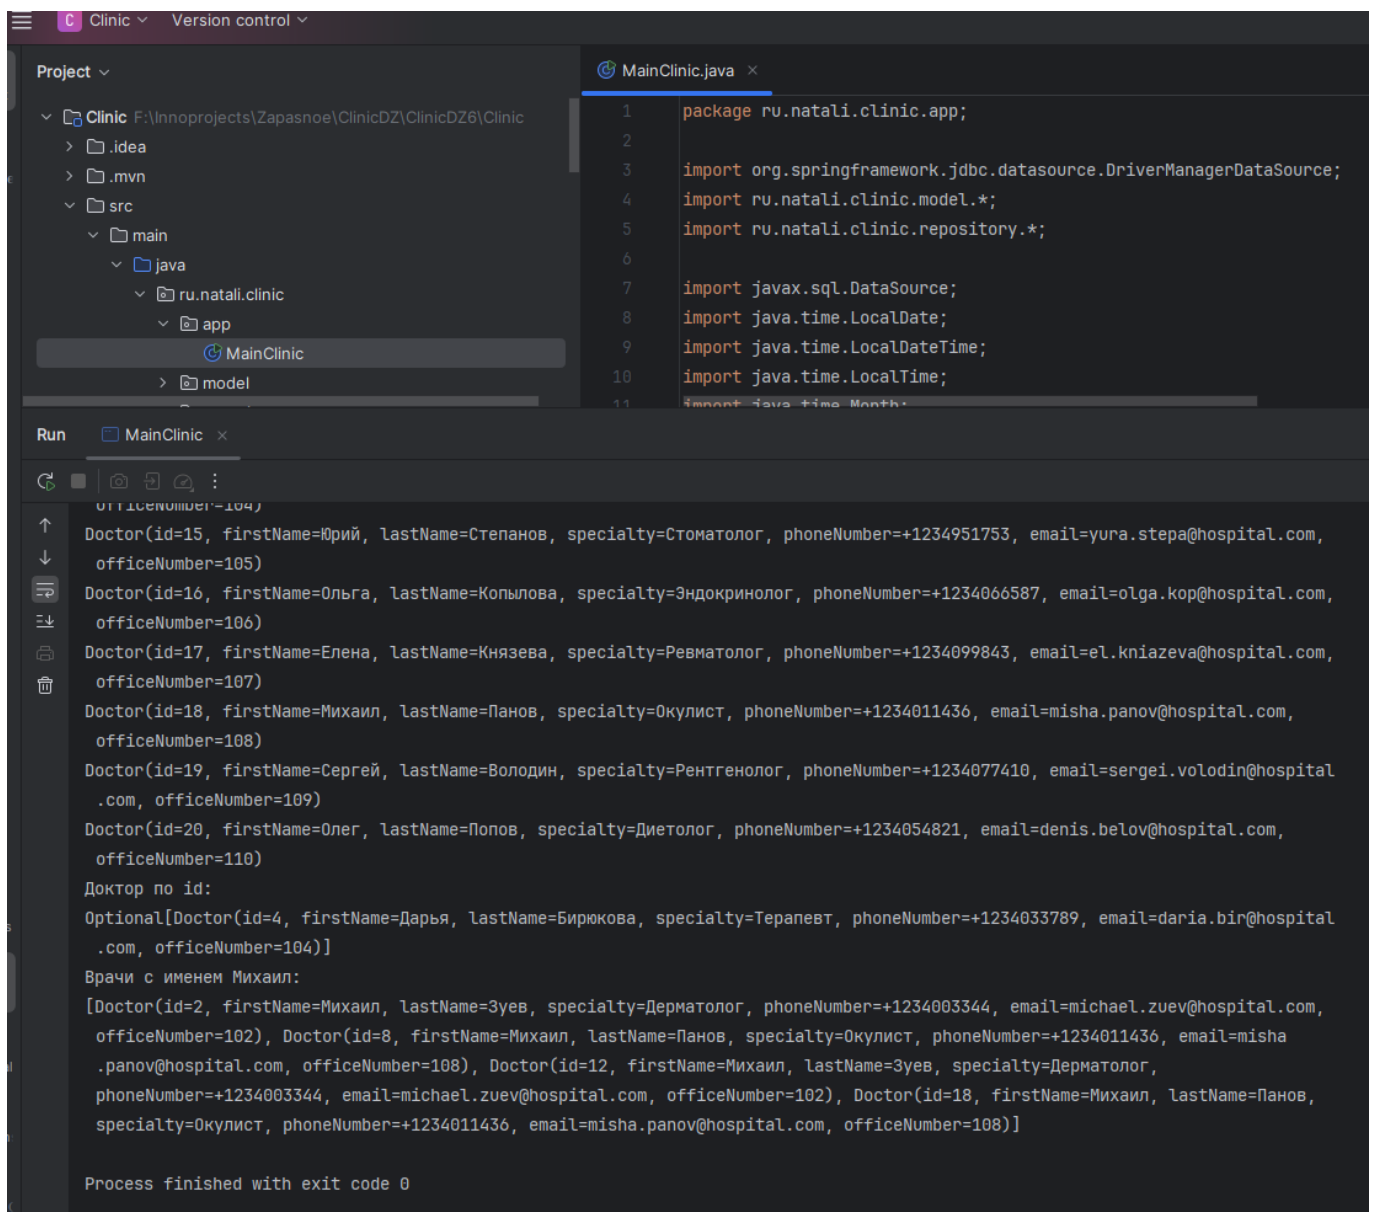 C Clinic Version control
Project
MainClinic.java
Clinic F:\Innoprojects\Zapasnoe\ClinicDZ\ClinicDZ6\Clinic
.idea
.mvn
src
main
java
ru.natali.clinic
app
MainClinic
model
1 package ru.natali.clinic.app;
2
3 import org.springframework.jdbc.datasource.DriverManagerDataSource;
4 import ru.natali.clinic.model.*;
5 import ru.natali.clinic.repository.*;
6
7 import javax.sql.DataSource;
8 import java.time.LocalDate;
9 import java.time.LocalDateTime;
10 import java.time.LocalTime;
11 import java.time.Month;
Run MainClinic
officeNumber=104)
Doctor(id=15, firstName=Юрий, lastName=Степанов, specialty=Стоматолог, phoneNumber=+1234951753, email=yura.stepa@hospital.com,
officeNumber=105)
Doctor(id=16, firstName=Ольга, lastName=Копылова, specialty=Эндокринолог, phoneNumber=+1234066587, email=olga.kop@hospital.com,
officeNumber=106)
Doctor(id=17, firstName=Елена, lastName=Князева, specialty=Ревматолог, phoneNumber=+1234099843, email=el.kniazeva@hospital.com,
officeNumber=107)
Doctor(id=18, firstName=Михаил, lastName=Панов, specialty=Окулист, phoneNumber=+1234011436, email=misha.panov@hospital.com,
officeNumber=108)
Doctor(id=19, firstName=Сергей, lastName=Володин, specialty=Рентгенолог, phoneNumber=+1234077410, email=sergei.volodin@hospital
.com, officeNumber=109)
Doctor(id=20, firstName=Олег, lastName=Попов, specialty=Диетолог, phoneNumber=+1234054821, email=denis.belov@hospital.com,
officeNumber=110)
Доктор по id:
Optional[Doctor(id=4, firstName=Дарья, lastName=Бирюкова, specialty=Терапевт, phoneNumber=+1234033789, email=daria.bir@hospital
.com, officeNumber=104)]
Врачи с именем Михаил:
[Doctor(id=2, firstName=Михаил, lastName=Зуев, specialty=Дерматолог, phoneNumber=+1234003344, email=michael.zuev@hospital.com,
officeNumber=102), Doctor(id=8, firstName=Михаил, lastName=Панов, specialty=Окулист, phoneNumber=+1234011436, email=misha
.panov@hospital.com, officeNumber=108), Doctor(id=12, firstName=Михаил, lastName=Зуев, specialty=Дерматолог,
phoneNumber=+1234003344, email=michael.zuev@hospital.com, officeNumber=102), Doctor(id=18, firstName=Михаил, lastName=Панов,
specialty=Окулист, phoneNumber=+1234011436, email=misha.panov@hospital.com, officeNumber=108)]
Process finished with exit code 0